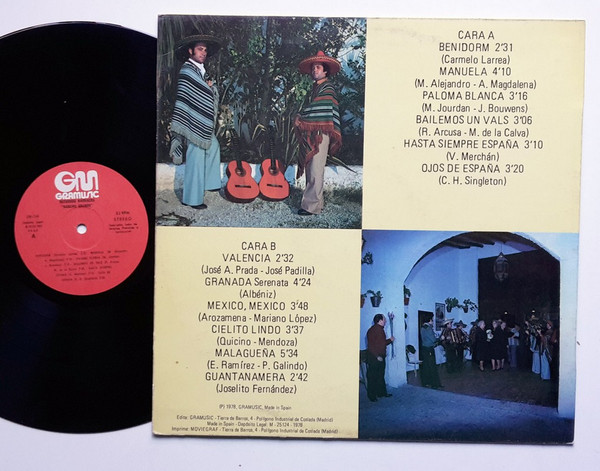 GM
GRAMUSIC
STEREO
CARA A
BENIDORM 2'31
(Carmelo Larrea)
MANUELA 4'10
(M. Alejandro - A. Magdalena)
PALOMA BLANCA 3'16
(M. Jourdan - J. Bouwens)
BAILEMOS UN VALS 3'06
(R. Arcusa - M. de la Calva)
HASTA SIEMPRE ESPAÑA 3'10
(V. Merchán)
OJOS DE ESPAÑA 3'20
(C. H. Singleton)
CARA B
VALENCIA 2'32
(José A. Prada - José Padilla)
GRANADA Serenata 4'24
(Albéniz)
MEXICO, MEXICO 3'48
(Arozamena - Mariano López)
CIELITO LINDO 3'37
(Quicino - Mendoza)
MALAGUEÑA 5'34
(E. Ramírez - P. Galindo)
GUANTANAMERA 2'42
(Joselito Fernández)
(P) 1978, GRAMUSIC, Made in Spain
Edita: GRAMUSIC - Tierra de Barros, 4 - Polígono Industrial de Coslada (Madrid)
Made in Spain - Depósito Legal: M - 25124 - 1978
Imprime: MOVIEGRAF - Tierra de Barros, 4 - Polígono Industrial de Coslada (Madrid)